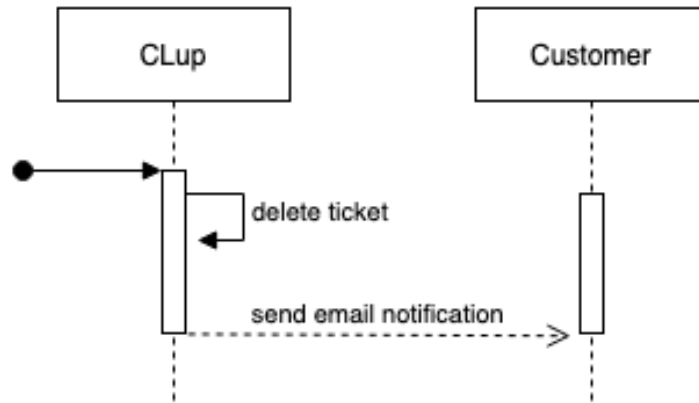 CLup
Customer
delete ticket
send email notification